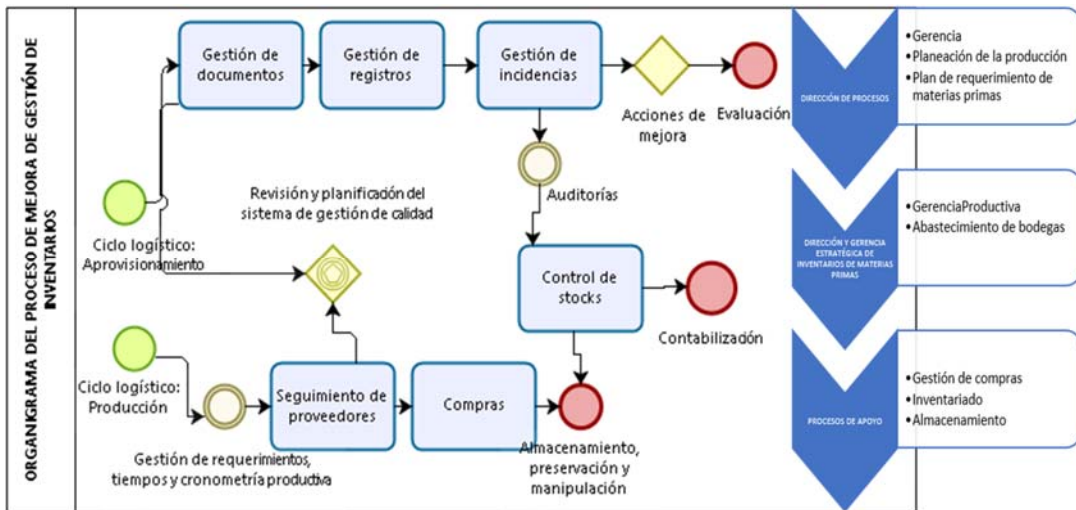 ORGANIGRAMA DEL PROCESO DE MEJORA DE GESTIÓN DE
INVENTARIOS
Gestión de
documentos
Gestión de
registros
Gestión de
incidencias
Acciones de
mejora
Evaluación
Auditorías
Revisión y planificación del
sistema de gestión de calidad
Ciclo logístico:
Aprovisionamiento
Control de
stocks
Contabilización
Ciclo logístico:
Producción
Seguimiento de
proveedores
Compras
Gestión de requerimientos,
tiempos y cronometría productiva
Almacenamiento,
preservación y
manipulación
DIRECCIÓN DE PROCESOS
•Gerencia
•Planeación de la producción
•Plan de requerimiento de
materias primas
DIRECCIÓN Y GERENCIA
ESTRATÉGICA DE
INVENTARIOS DE MATERIAS
PRIMAS
•GerenciaProductiva
•Abastecimiento de bodegas
PROCESOS DE APOYO
•Gestión de compras
•Inventariado
•Almacenamiento